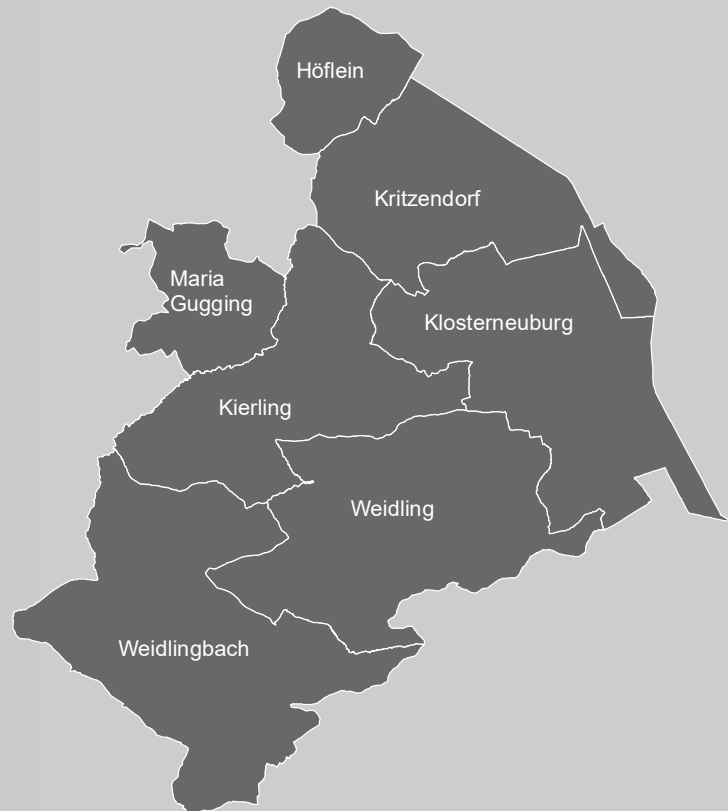 Höflein
Kritzendorf
Maria
Gugging
Klosterneuburg
Kierling
Weidling
Weidlingbach